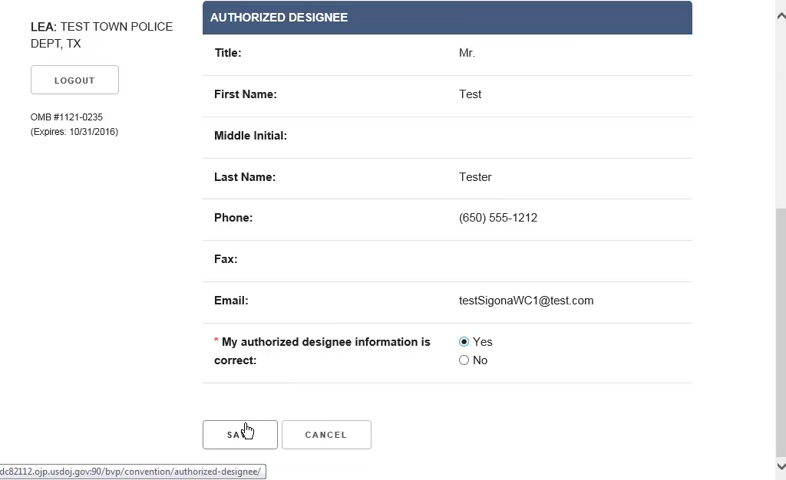 LEA: TEST TOWN POLICE
DEPT, TX
LOGOUT
OMB #1121-0235
(Expires: 10/31/2016)
AUTHORIZED DESIGNEE
Title: Mr.
First Name: Test
Middle Initial:
Last Name: Tester
Phone: (650) 555-1212
Fax:
Email: testSigonaWC1@test.com
* My authorized designee information is
correct:
Yes
No
CANCEL
dc82112.ojp.usdoj.gov:90/bvp/convention/authorized-designee/